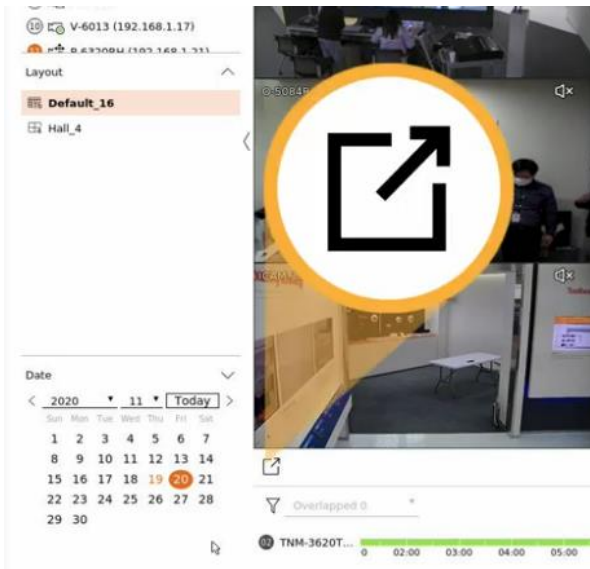 10 V-6013 (192.168.1.17)
Layout
Default_16
Hall_4
Date
< 2020 11 Today >
Sun Mon Tue Wed Thu Fri Sat
1 2 3 4 5 6 7
8 9 10 11 12 13 14
15 16 17 18 19 20 21
22 23 24 25 26 27 28
29 30
Overlapped 0
02 TNM-3620T...
0 02:00 03:00 04:00 05:00